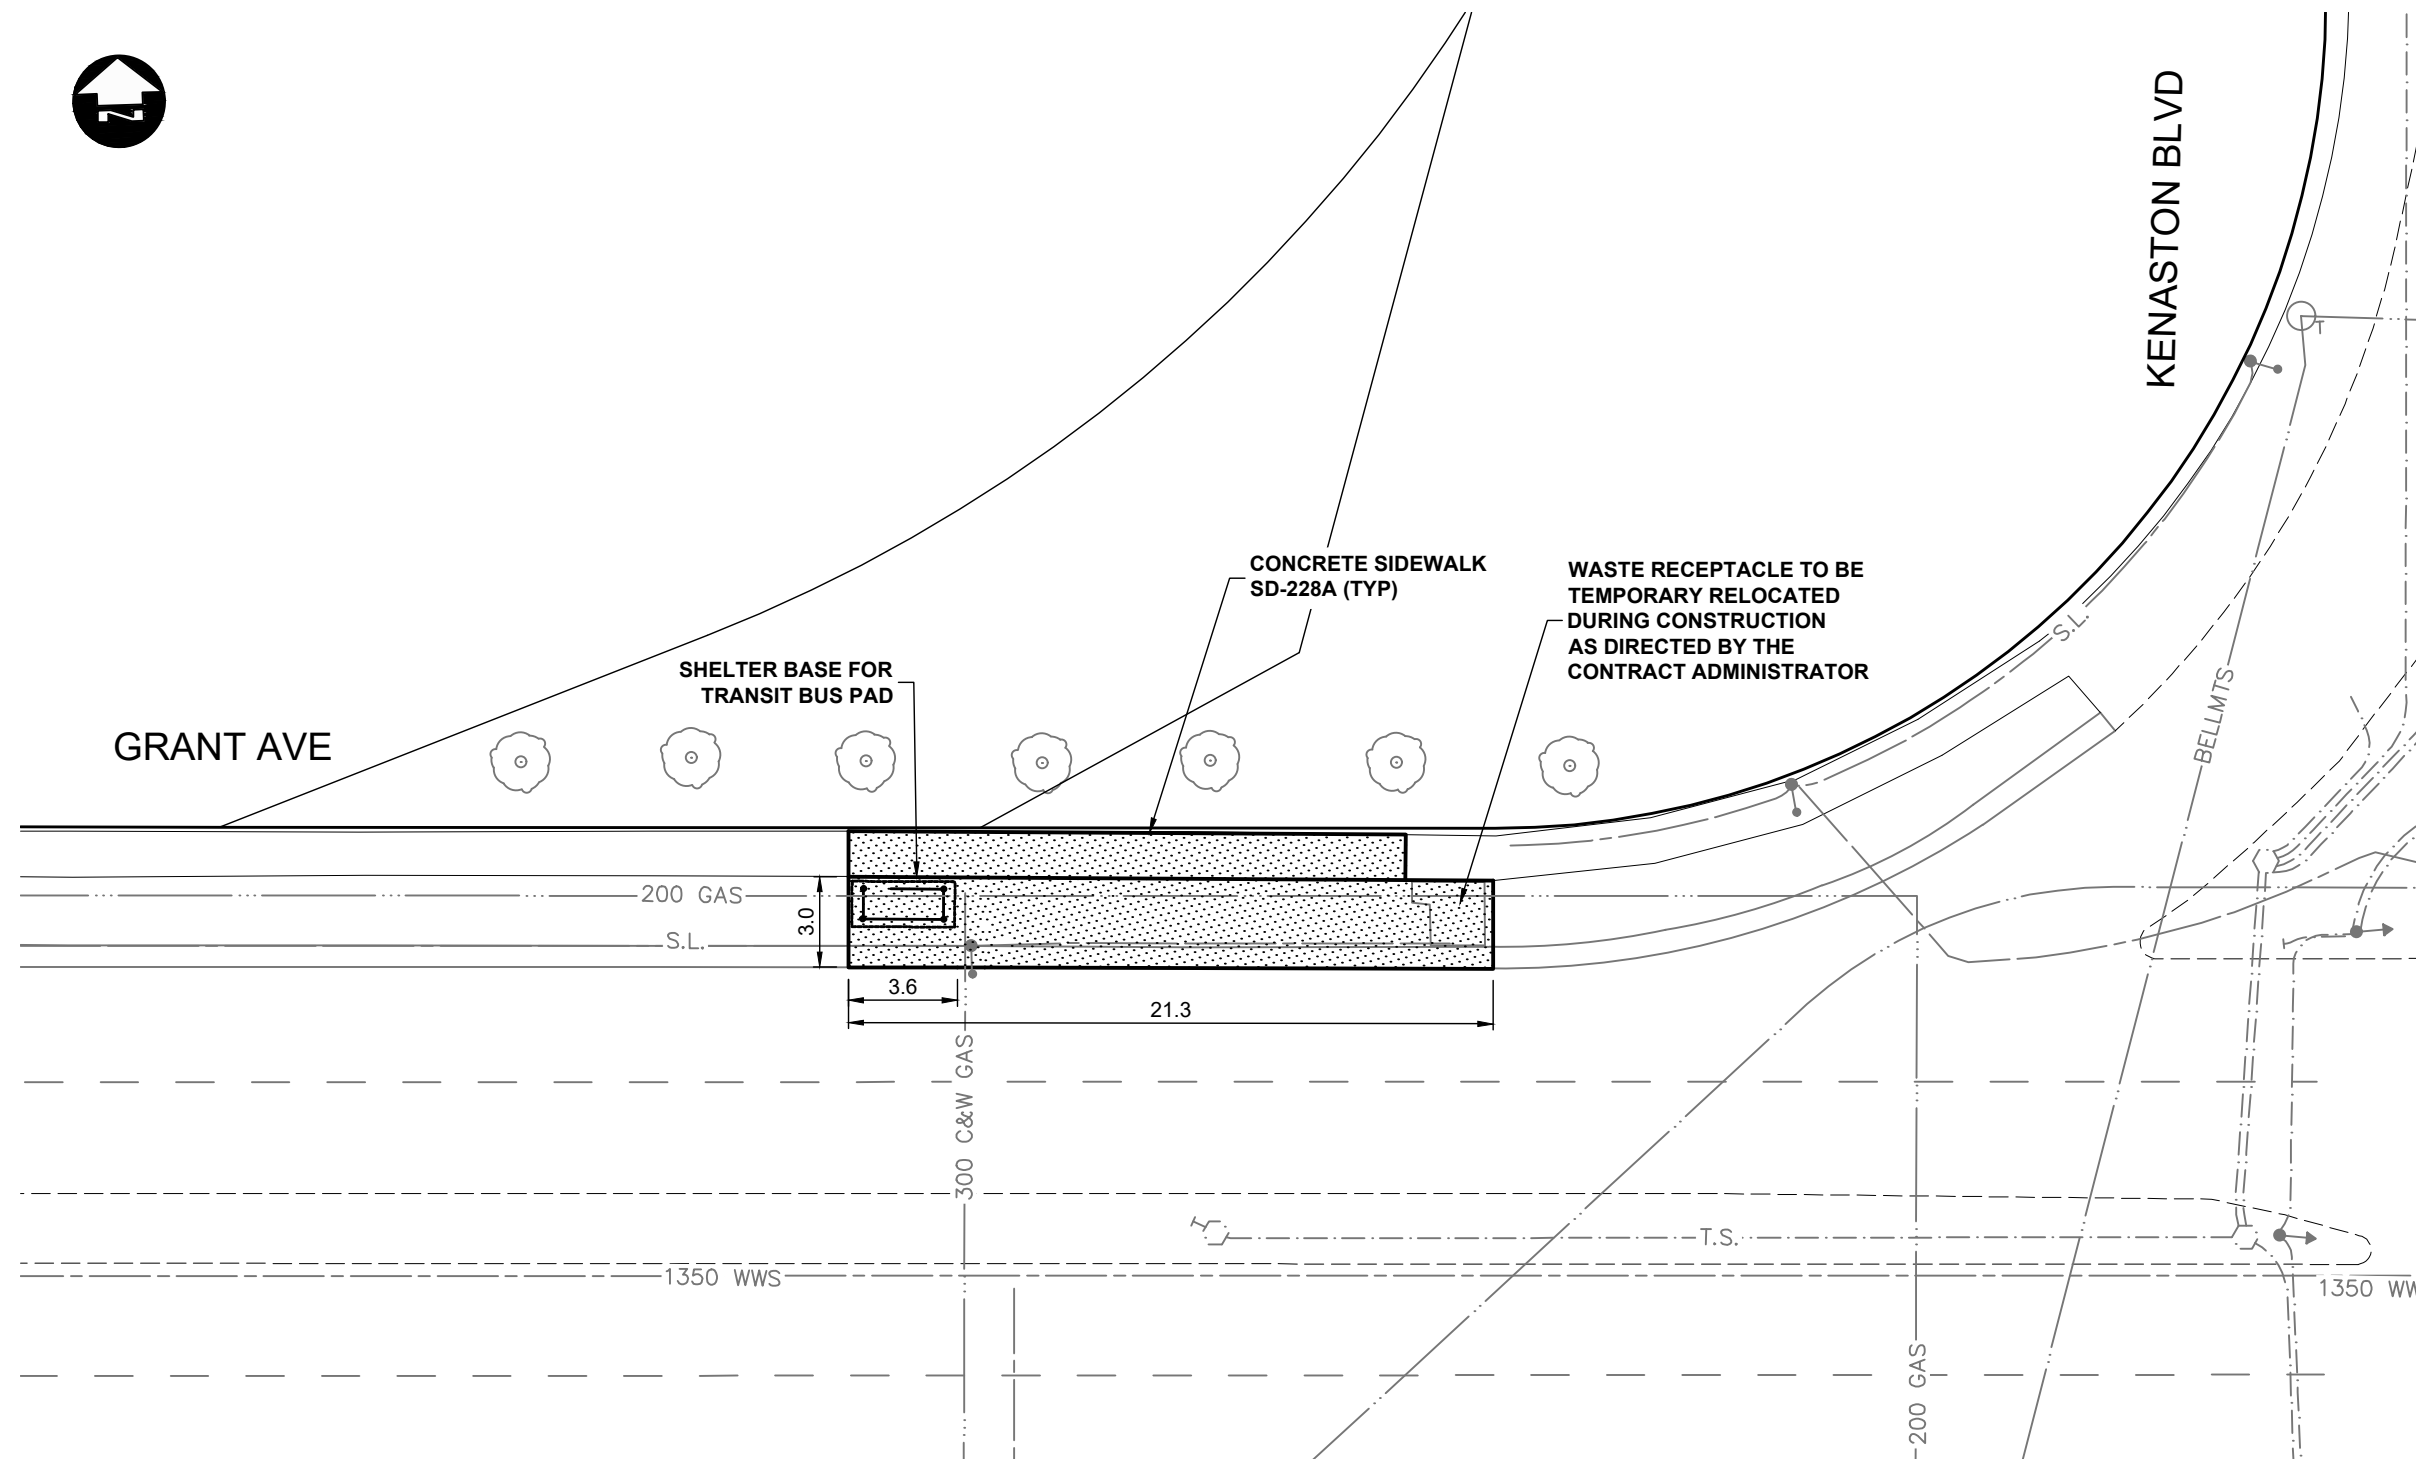 N
KENASTON BLVD
CONCRETE SIDEWALK
SD-228A (TYP)
WASTE RECEPTACLE TO BE
TEMPORARY RELOCATED
DURING CONSTRUCTION
AS DIRECTED BY THE
CONTRACT ADMINISTRATOR
SHELTER BASE FOR
TRANSIT BUS PAD
GRANT AVE
T
S.L.
BELLMTS
200 GAS
S.L.
3.0
3.6
21.3
300 C&W GAS
T.S.
1350 WWS
1350 WW
200 GAS